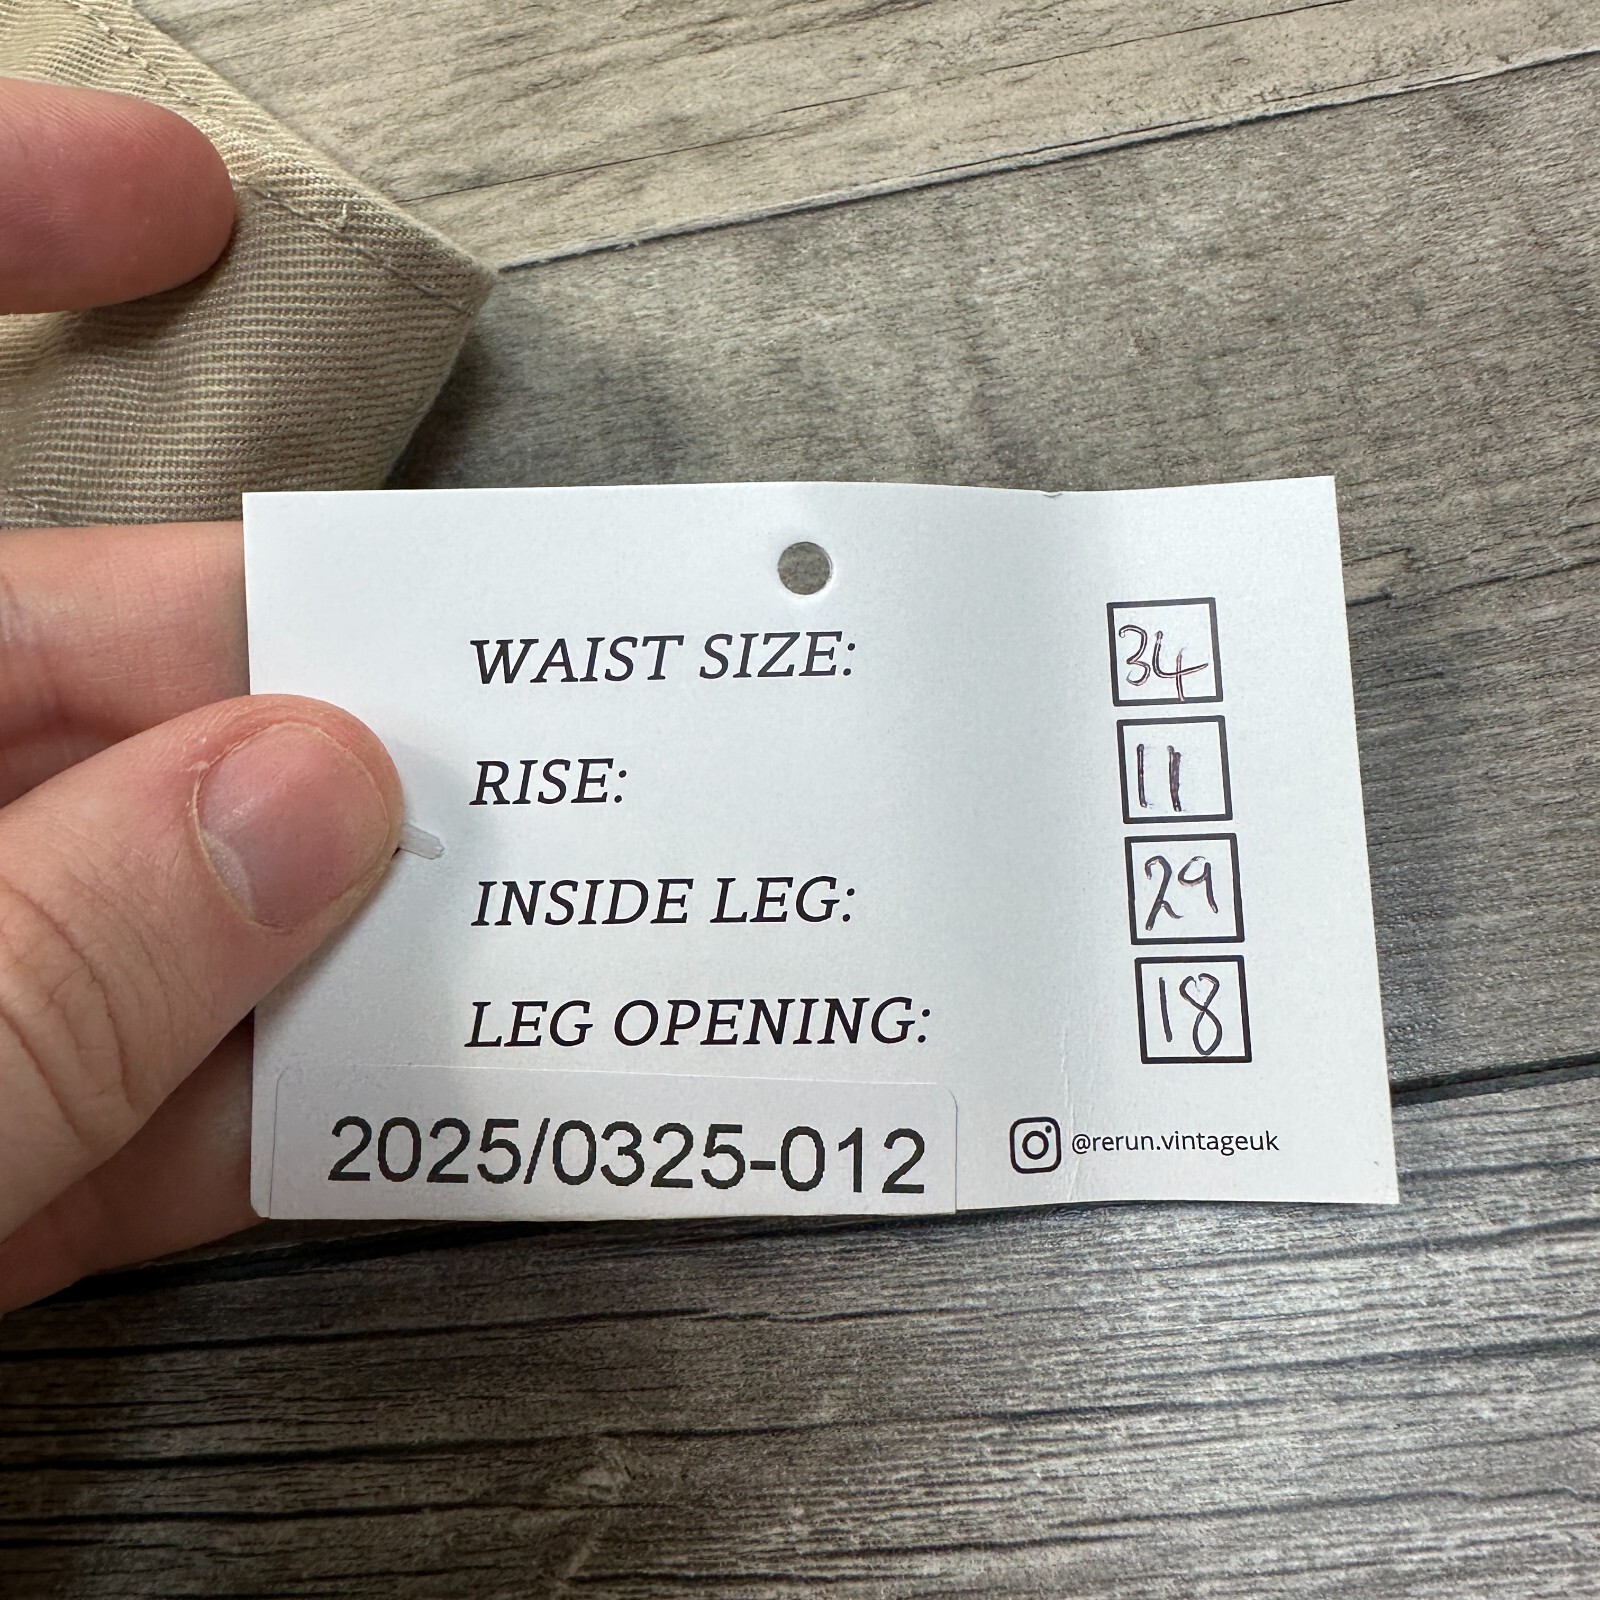 WAIST SIZE: 34
RISE: 11
INSIDE LEG: 29
LEG OPENING: 18
2025/0325-012
@rerun.vintageuk